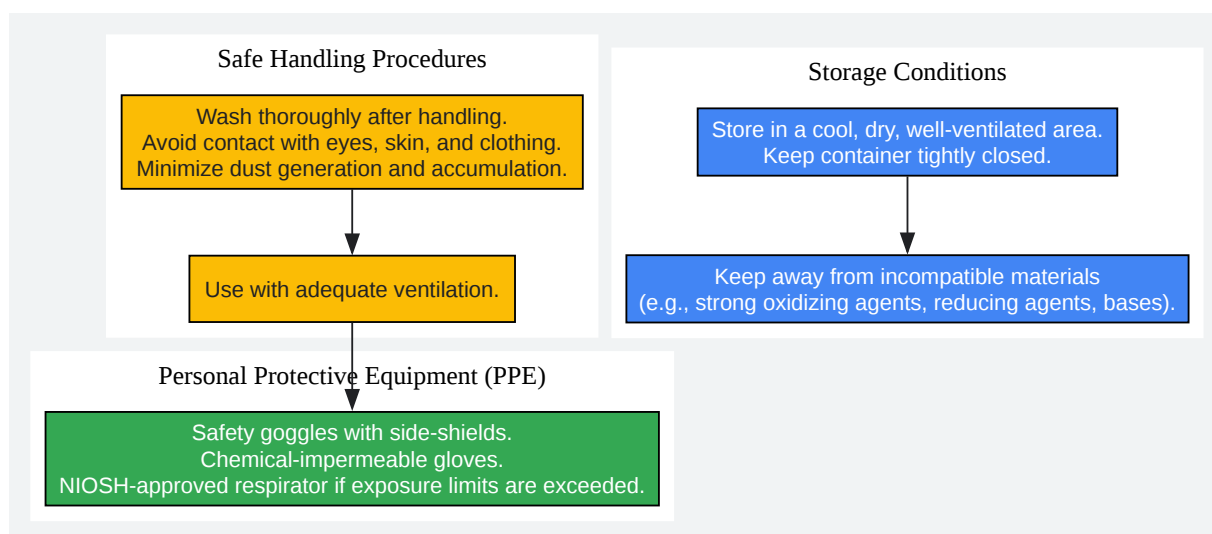 Safe Handling Procedures
Wash thoroughly after handling.
Avoid contact with eyes, skin, and clothing.
Minimize dust generation and accumulation.
Use with adequate ventilation.
Personal Protective Equipment (PPE)
Safety goggles with side-shields.
Chemical-impermeable gloves.
NIOSH-approved respirator if exposure limits are exceeded.
Storage Conditions
Store in a cool, dry, well-ventilated area.
Keep container tightly closed.
Keep away from incompatible materials
(e.g., strong oxidizing agents, reducing agents, bases).